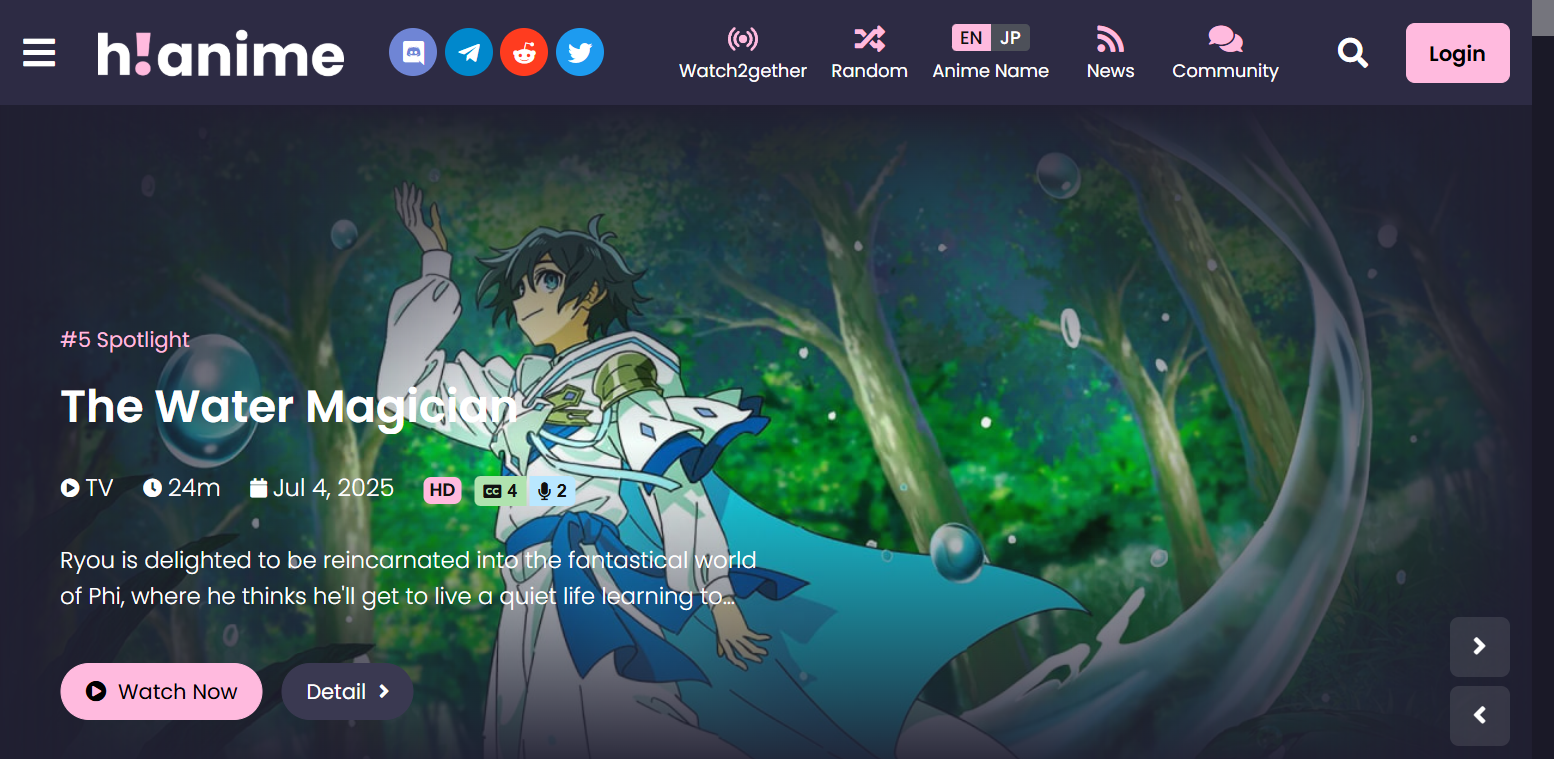 h!anime
EN JP
Watch2gether Random Anime Name News Community
Login
#5 Spotlight
The Water Magician
TV 24m Jul 4, 2025 HD CC 4 2
Ryou is delighted to be reincarnated into the fantastical world
of Phi, where he thinks he'll get to live a quiet life learning to...
Watch Now Detail